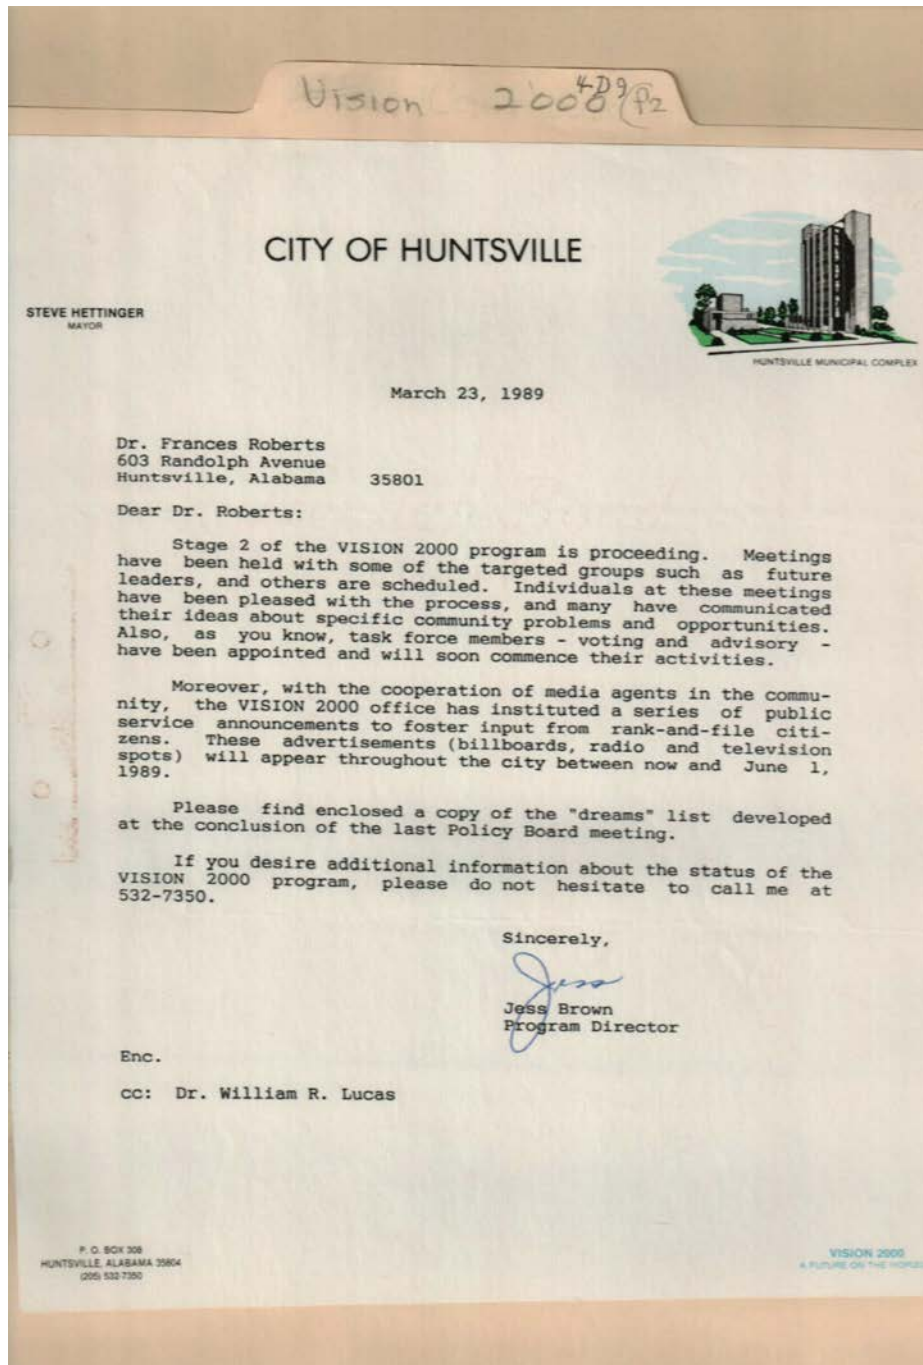 Vision 2000
4-D9
P2
CITY OF HUNTSVILLE
STEVE HETTINGER
MAYOR
HUNTSVILLE MUNICIPAL COMPLEX
March 23, 1989
Dr. Frances Roberts
603 Randolph Avenue
Huntsville, Alabama 35801
Dear Dr. Roberts:
Stage 2 of the VISION 2000 program is proceeding. Meetings
have been held with some of the targeted groups such as future
leaders, and others are scheduled. Individuals at these meetings
have been pleased with the process, and many have communicated
their ideas about specific community problems and opportunities.
Also, as you know, task force members - voting and advisory -
have been appointed and will soon commence their activities.
Moreover, with the cooperation of media agents in the commu-
nity, the VISION 2000 office has instituted a series of public
service announcements to foster input from rank-and-file citi-
zens. These advertisements (billboards, radio and television
spots) will appear throughout the city between now and June 1,
1989.
Please find enclosed a copy of the "dreams" list developed
at the conclusion of the last Policy Board meeting.
If you desire additional information about the status of the
VISION 2000 program, please do not hesitate to call me at
532-7350.
Sincerely,
Jess
Jess Brown
Program Director
Enc.
cc: Dr. William R. Lucas
P. O. BOX 308
HUNTSVILLE, ALABAMA 35804
(205) 532-7350
VISION 2000
A FUTURE ON THE